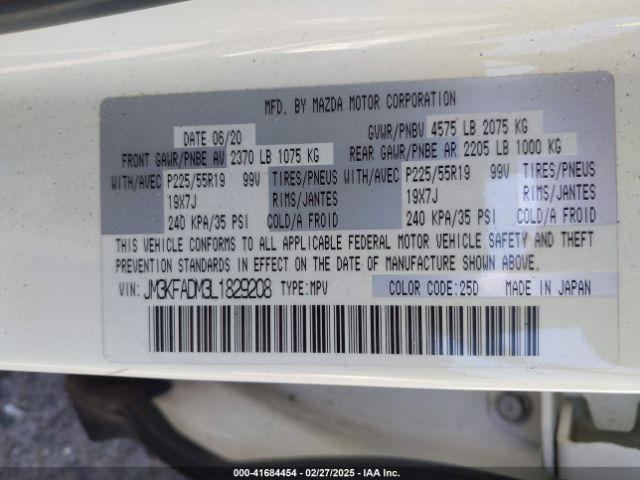 MFD. BY MAZDA MOTOR CORPORATION
DATE 06/20 GVWR/PNBV 4575 LB 2075 KG
FRONT GAWR/PNBE AV 2370 LB 1075 KG REAR GAWR/PNBE AR 2205 LB 1000 KG
WITH/AVEC P225/55R19 99V TIRES/PNEUS WITH/AVEC P225/55R19 99V TIRES/PNEUS
19X7J RIMS/JANTES 19X7J RIMS/JANTES
240 KPA/35 PSI COLD/A FROID 240 KPA/35 PSI COLD/A FROID
THIS VEHICLE CONFORMS TO ALL APPLICABLE FEDERAL MOTOR VEHICLE SAFETY AND THEFT
PREVENTION STANDARDS IN EFFECT ON THE DATE OF MANUFACTURE SHOWN ABOVE.
VIN: JM3KFADM3L1829208 TYPE:MPV COLOR CODE:25D MADE IN JAPAN
000-41684454 | 02/27/2025 | IAA Inc.